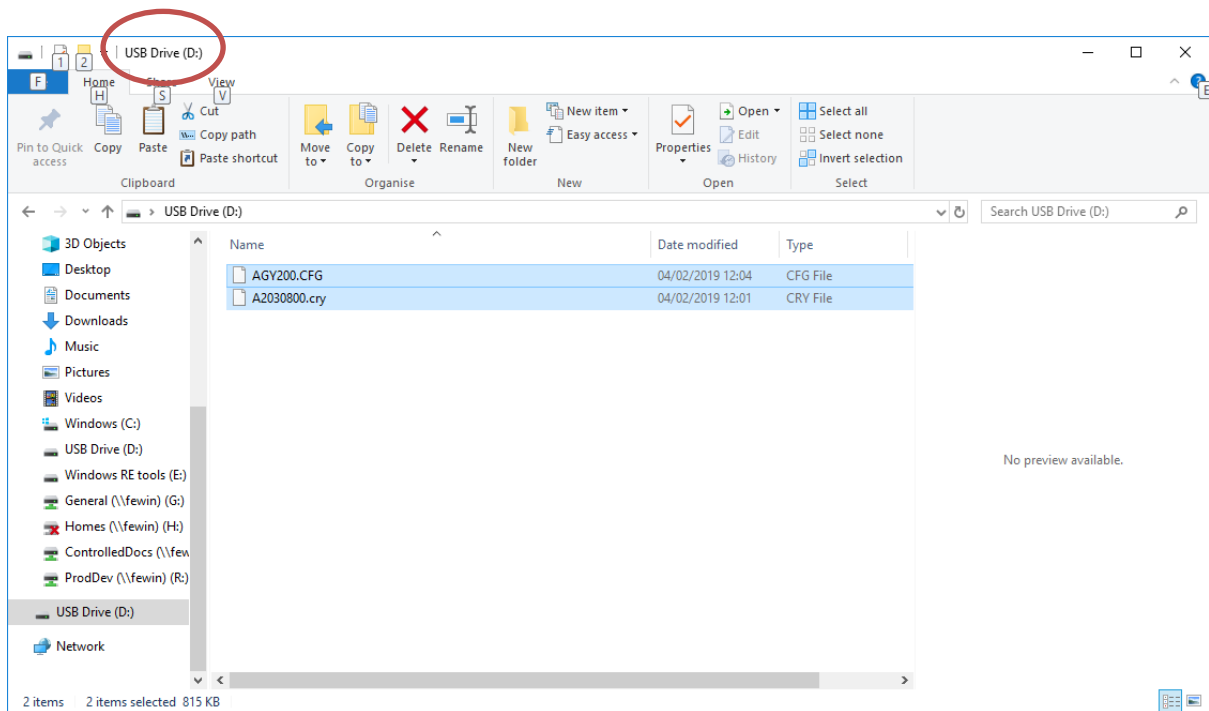 USB Drive (D:)
1 2
F Home Share View
H S V E
Pin to Quick access
Copy
Paste
Cut
Copy path
Paste shortcut
Move to
Copy to
Delete
Rename
New folder
New item
Easy access
Properties
Open
Edit
History
Select all
Select none
Invert selection
Clipboard Organise New Open Select
USB Drive (D:)
Search USB Drive (D:)
3D Objects
Desktop
Documents
Downloads
Music
Pictures
Videos
Windows (C:)
USB Drive (D:)
Windows RE tools (E:)
General (\\fewin) (G:)
Homes (\\fewin) (H:)
ControlledDocs (\\few
ProdDev (\\fewin) (R:)
USB Drive (D:)
Network
Name Date modified Type
AGY200.CFG 04/02/2019 12:04 CFG File
A2030800.cry 04/02/2019 12:01 CRY File
No preview available.
2 items 2 items selected 815 KB